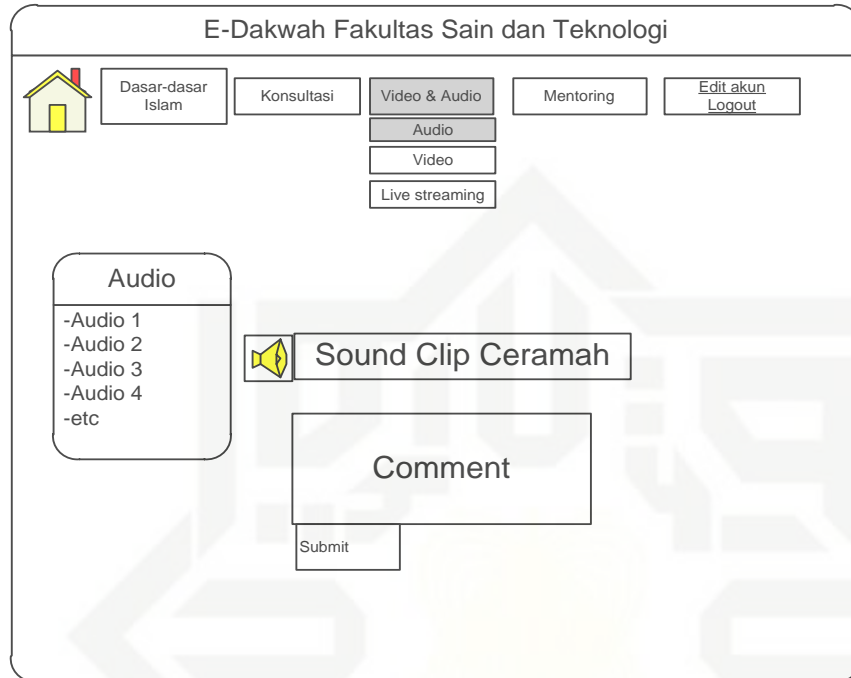 E-Dakwah Fakultas Sain dan Teknologi
Dasar-dasar
Islam
Konsultasi
Video & Audio
Mentoring
Edit akun
Logout
Audio
Video
Live streaming
Audio
-Audio 1
-Audio 2
-Audio 3
-Audio 4
-etc
Sound Clip Ceramah
Comment
Submit